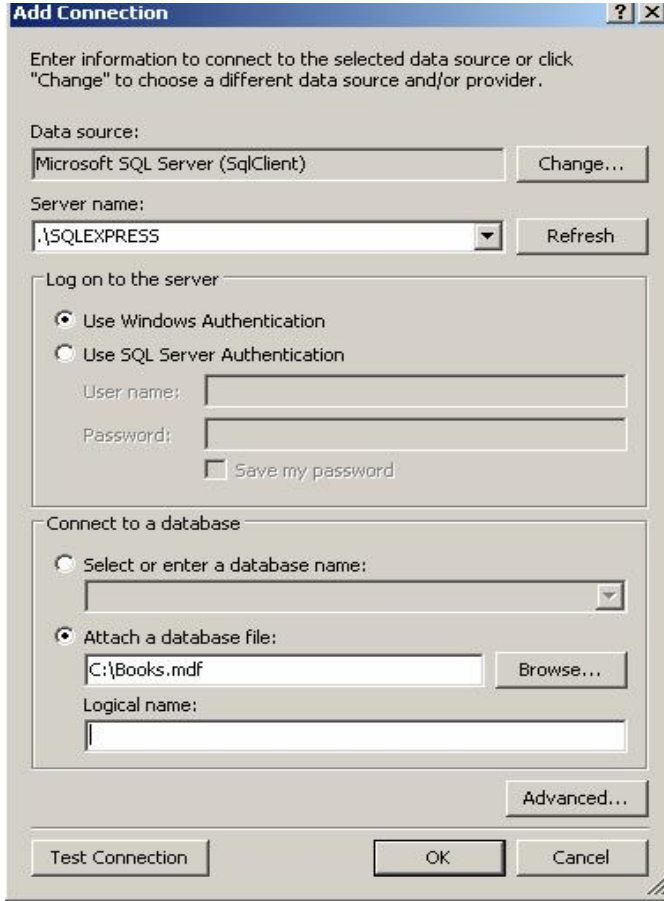 Add Connection
Enter information to connect to the selected data source or click
"Change" to choose a different data source and/or provider.
Data source:
Microsoft SQL Server (SqlClient)
Change...
Server name:
.\SQLEXPRESS
Refresh
Log on to the server
Use Windows Authentication
Use SQL Server Authentication
User name:
Password:
Save my password
Connect to a database
Select or enter a database name:
Attach a database file:
C:\Books.mdf
Browse...
Logical name:
Advanced...
Test Connection
OK
Cancel